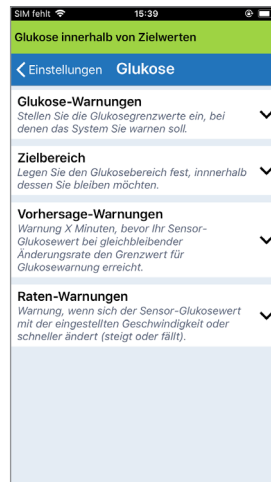 SIM fehlt 15:39
Glukose innerhalb von Zielwerten
Einstellungen Glukose
Glukose-Warnungen
Stellen Sie die Glukosegrenzwerte ein, bei
denen das System Sie warnen soll.
Zielbereich
Legen Sie den Glukosebereich fest, innnerhalb
dessen Sie bleiben möchten.
Vorhersage-Warnungen
Warnung X Minuten, bevor Ihr Sensor-
Glukosewert bei gleichbleibender
Änderungsrate den Grenzwert für
Glukosewarnung erreicht.
Raten-Warnungen
Warnung, wenn sich der Sensor-Glukosewert
mit der eingestellten Geschwindigkeit oder
schneller ändert (steigt oder fällt).